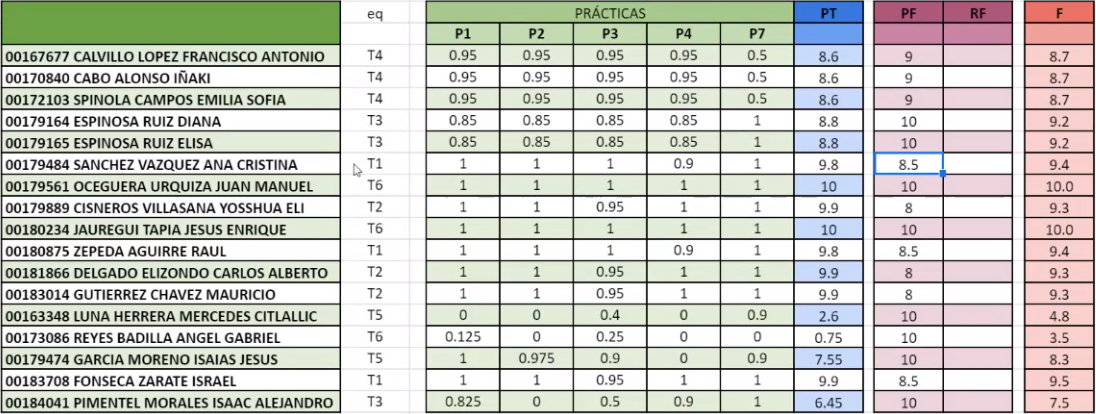 eq PRÁCTICAS PT PF RF F
P1 P2 P3 P4 P7
00167677 CALVILLO LOPEZ FRANCISCO ANTONIO T4 0.95 0.95 0.95 0.95 0.5 8.6 9 8.7
00170840 CABO ALONSO IÑAKI T4 0.95 0.95 0.95 0.95 0.5 8.6 9 8.7
00172103 SPINOLA CAMPOS EMILIA SOFIA T4 0.95 0.95 0.95 0.95 0.5 8.6 9 8.7
00179164 ESPINOSA RUIZ DIANA T3 0.85 0.85 0.85 0.85 1 8.8 10 9.2
00179165 ESPINOSA RUIZ ELISA T3 0.85 0.85 0.85 0.85 1 8.8 10 9.2
00179484 SANCHEZ VAZQUEZ ANA CRISTINA T1 1 1 1 0.9 1 9.8 8.5 9.4
00179561 OCEGUERA URQUIZA JUAN MANUEL T6 1 1 1 1 1 10 10 10.0
00179889 CISNEROS VILLASANA YOSSHUA ELI T2 1 1 0.95 1 1 9.9 8 9.3
00180234 JAUREGUI TAPIA JESUS ENRIQUE T6 1 1 1 1 1 10 10 10.0
00180875 ZEPEDA AGUIRRE RAUL T1 1 1 1 0.9 1 9.8 8.5 9.4
00181866 DELGADO ELIZONDO CARLOS ALBERTO T2 1 1 0.95 1 1 9.9 8 9.3
00183014 GUTIERREZ CHAVEZ MAURICIO T2 1 1 0.95 1 1 9.9 8 9.3
00163348 LUNA HERRERA MERCEDES CITLALLIC T5 0 0 0.4 0 0.9 2.6 10 4.8
00173086 REYES BADILLA ANGEL GABRIEL T6 0.125 0 0.25 0 0 0.75 10 3.5
00179474 GARCIA MORENO ISAIAS JESUS T5 1 0.975 0.9 0 0.9 7.55 10 8.3
00183708 FONSECA ZARATE ISRAEL T1 1 1 0.95 1 1 9.9 8.5 9.5
00184041 PIMENTEL MORALES ISAAC ALEJANDRO T3 0.825 0 0.5 0.9 1 6.45 10 7.5